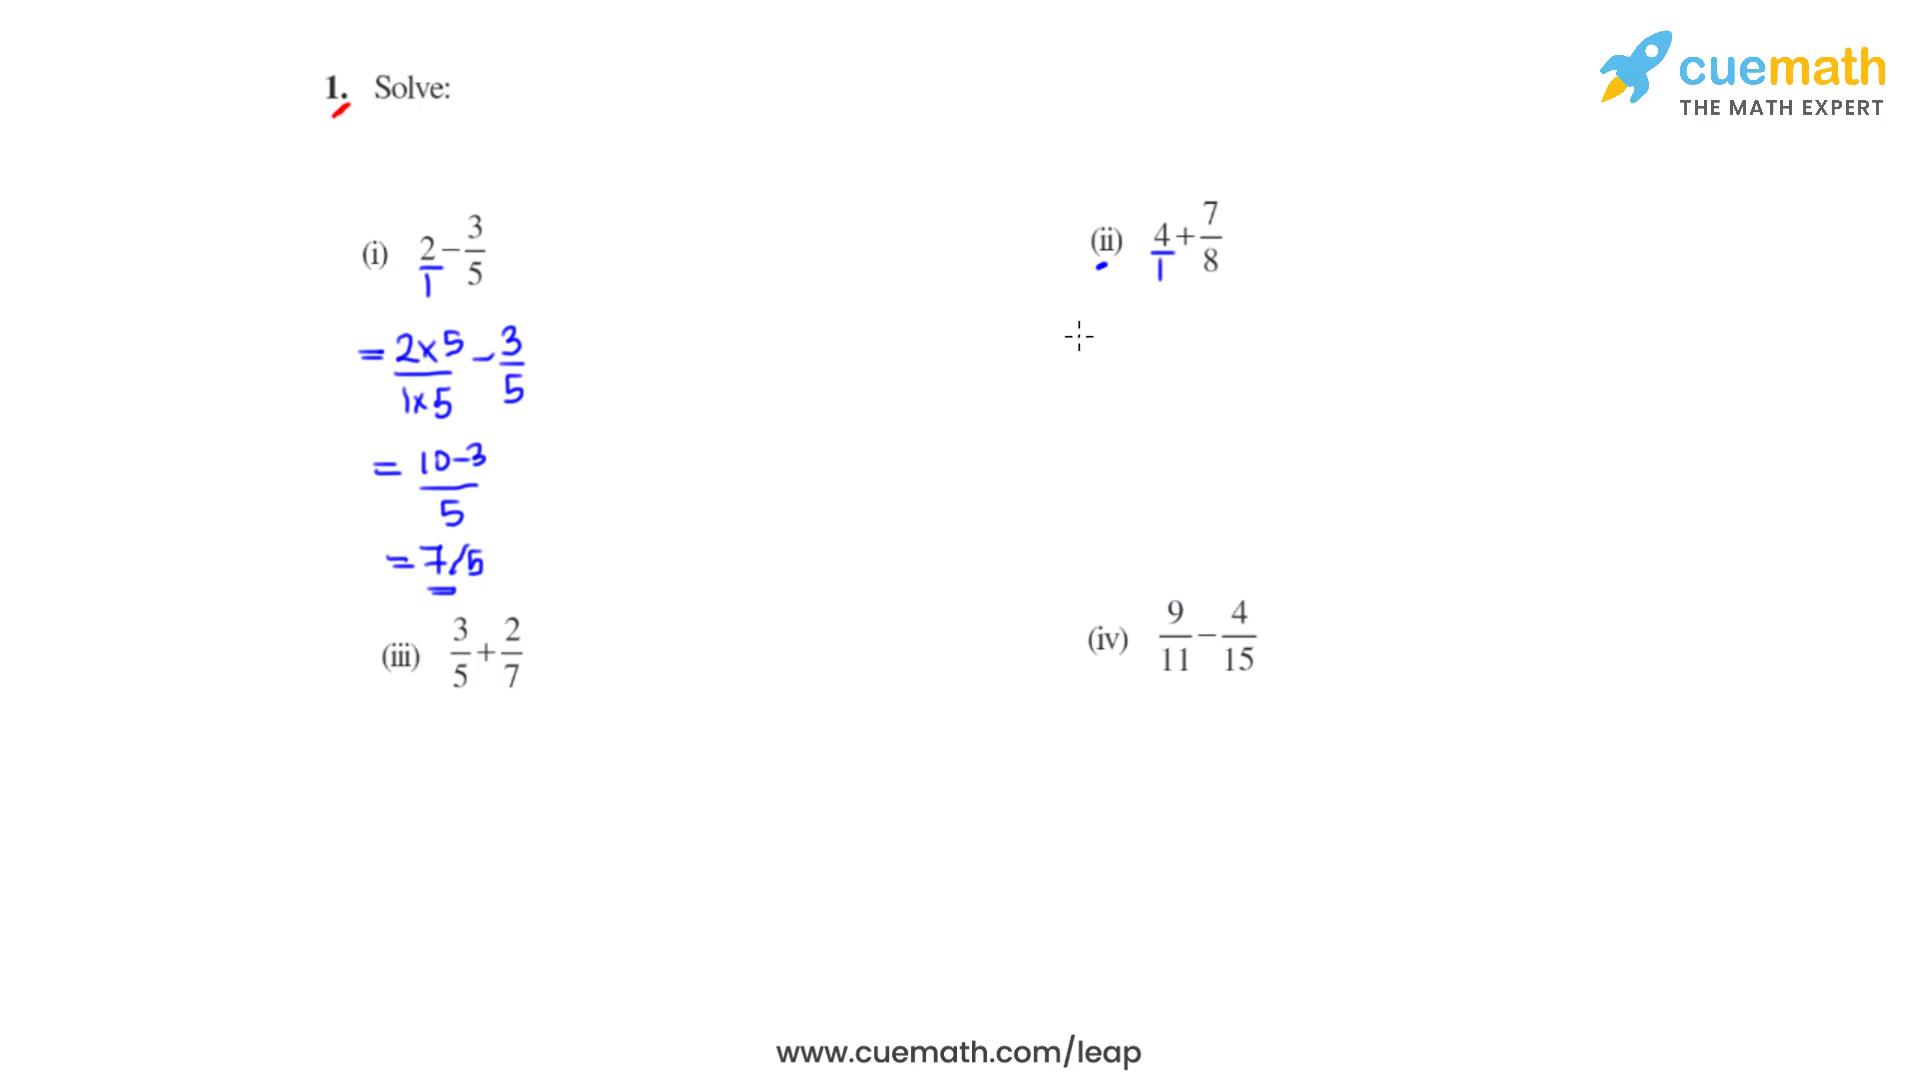 cuemath
THE MATH EXPERT
1. Solve:
(i) 2/1 − 3/5
= 2×5/1×5 − 3/5
= 10−3/5
= 7/5
(ii) 4/1 + 7/8
(iii) 3/5 + 2/7
(iv) 9/11 − 4/15
www.cuemath.com/leap